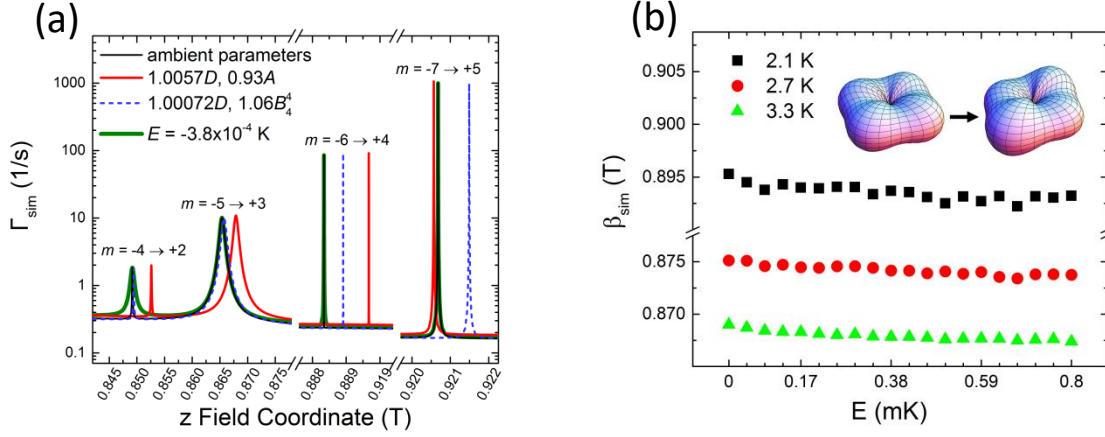 (a)
ambient parameters
1.0057D, 0.93A
1.00072D, 1.06B₄⁴
E = -3.8x10⁻⁴ K
m = -7 → +5
m = -6 → +4
m = -5 → +3
m = -4 → +2
1000
100
10
1
0.1
Γsim (1/s)
0.845
0.850
0.855
0.860
0.865
0.870
0.875
0.888
0.889
0.919
0.920
0.921
0.922
z Field Coordinate (T)
(b)
2.1 K
2.7 K
3.3 K
0.905
0.900
0.895
0.875
0.870
βsim (T)
0
0.17
0.38
0.59
0.8
E (mK)